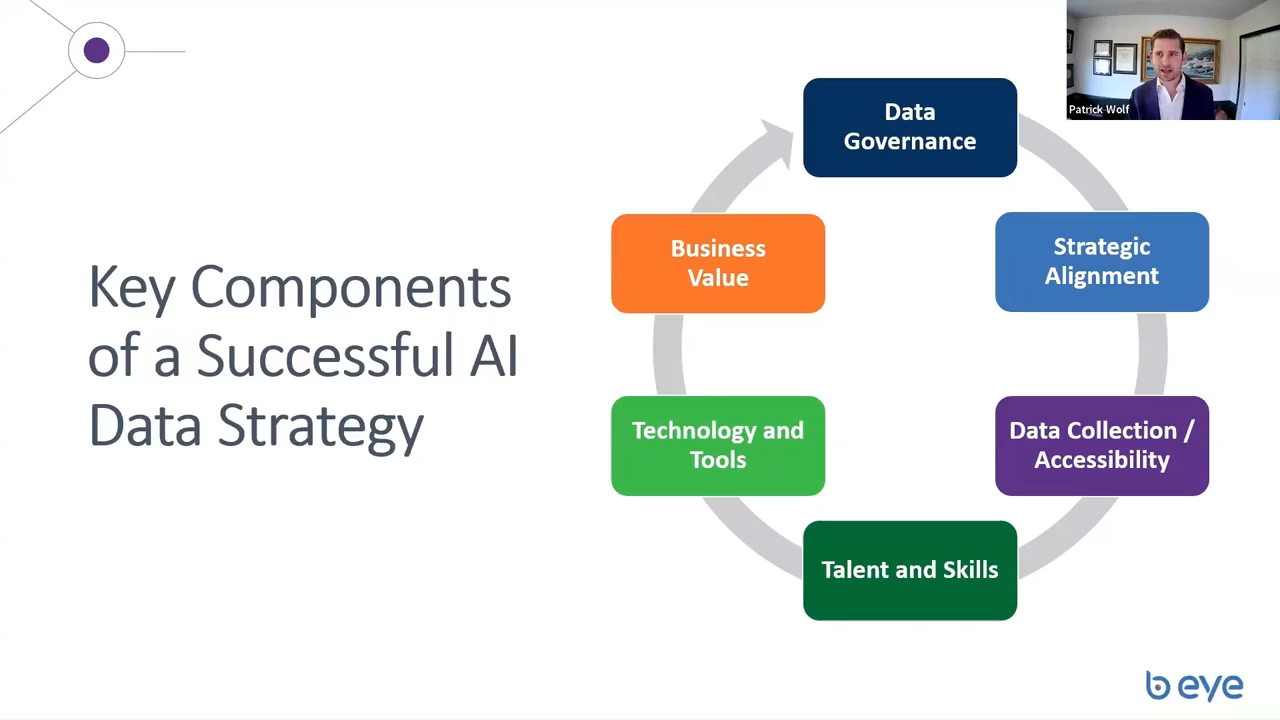 Key Components
of a Successful AI
Data Strategy
Data
Governance
Strategic
Alignment
Data Collection /
Accessibility
Talent and Skills
Technology and
Tools
Business
Value
Patrick Wolf
b eye